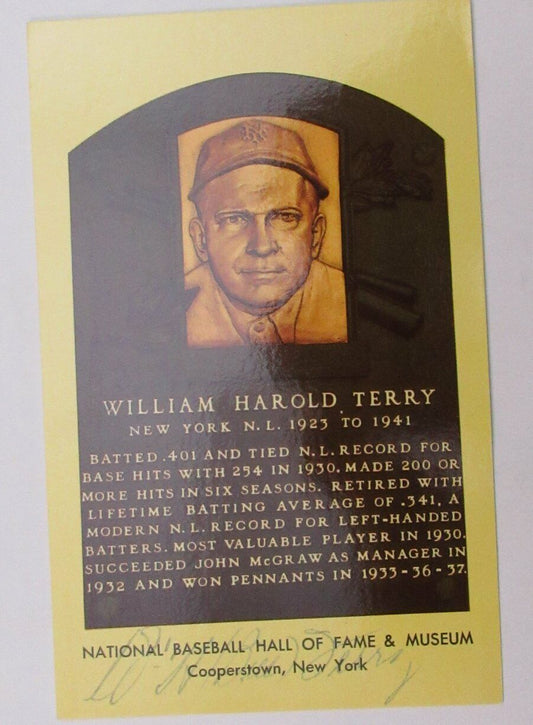 WILLIAM HAROLD TERRY
NEW YORK N.L. 1923 TO 1941
BATTED .401 AND TIED N.L. RECORD FOR
BASE HITS WITH 254 IN 1930. MADE 200 OR
MORE HITS IN SIX SEASONS. RETIRED WITH
LIFETIME BATTING AVERAGE OF .341, A
MODERN N.L. RECORD FOR LEFT-HANDED
BATTERS. MOST VALUABLE PLAYER IN 1930.
SUCCEEDED JOHN McGRAW AS MANAGER IN
1932 AND WON PENNANTS IN 1933-36-37.
NATIONAL BASEBALL HALL OF FAME & MUSEUM
Cooperstown, New York